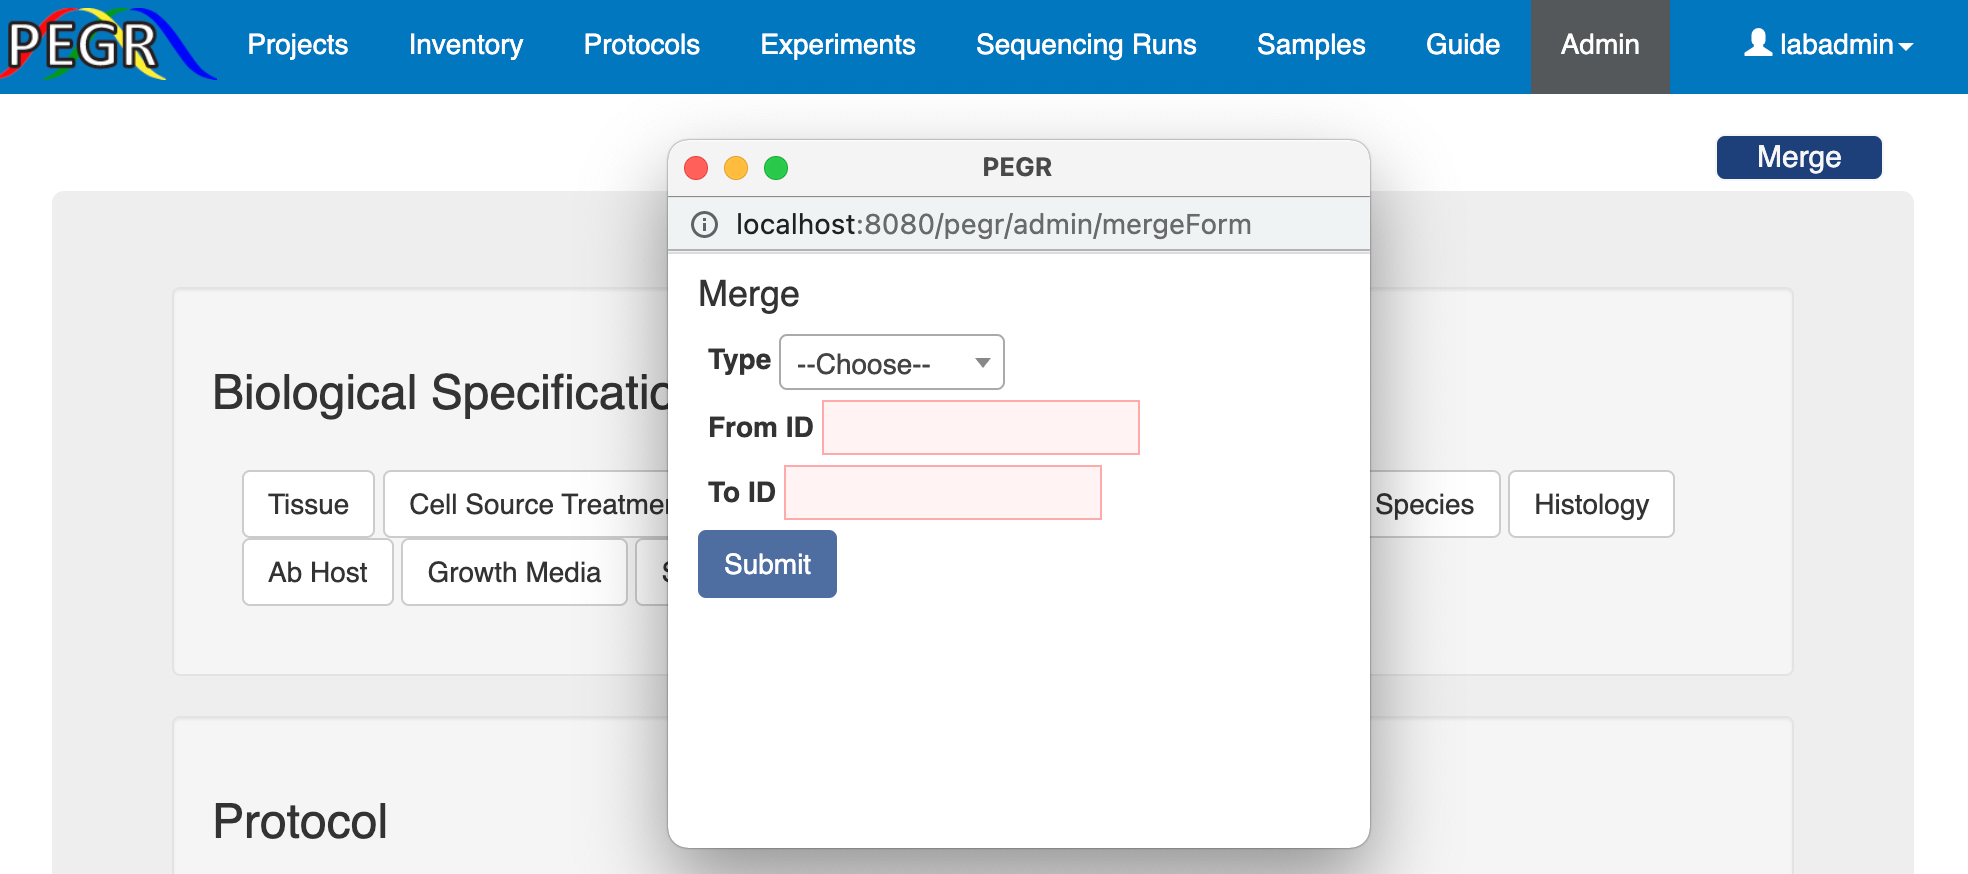 PEGR Projects Inventory Protocols Experiments Sequencing Runs Samples Guide Admin labadmin
Merge
PEGR
localhost:8080/pegr/admin/mergeForm
Merge
Type --Choose--
From ID
To ID
Submit
Biological Specificatio
Tissue Cell Source Treatmer Species Histology
Ab Host Growth Media S
Protocol